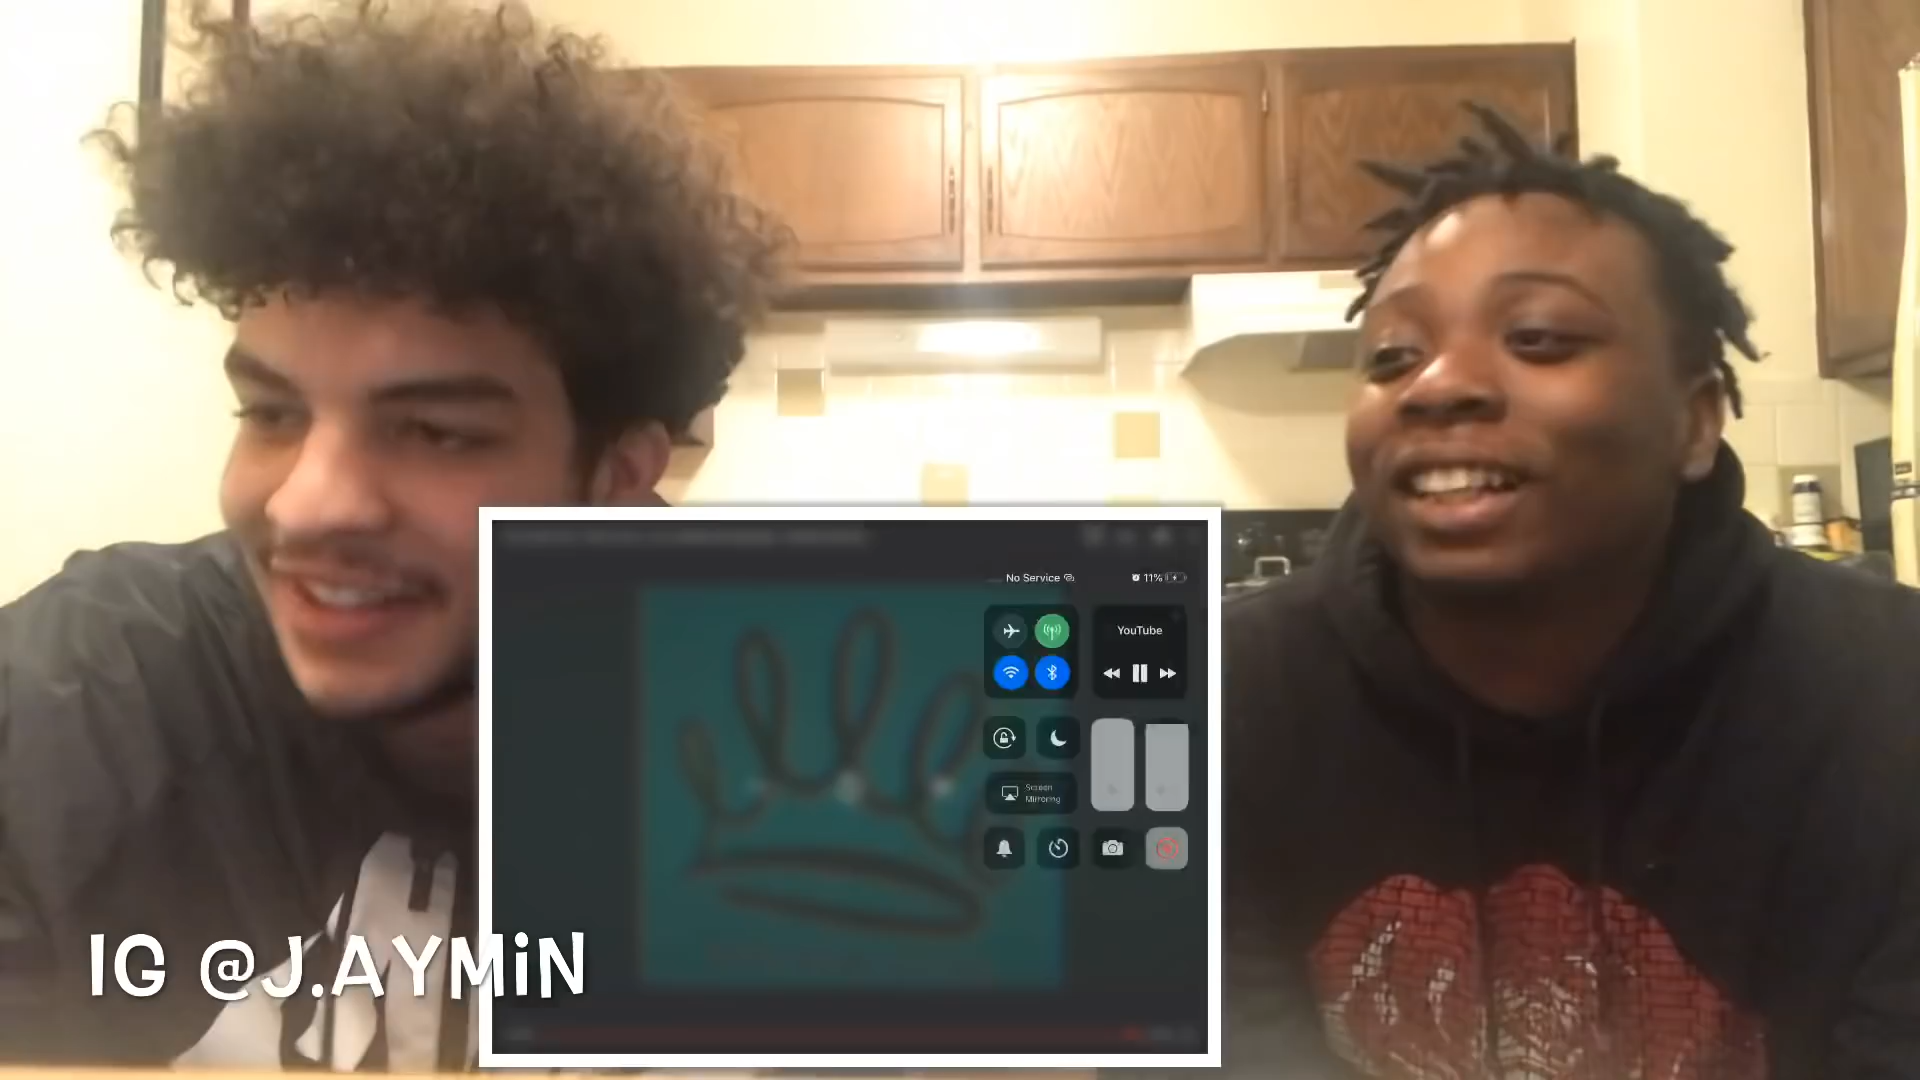 No Service
11%
YouTube
Screen
Mirroring
IG @J.AYMiN